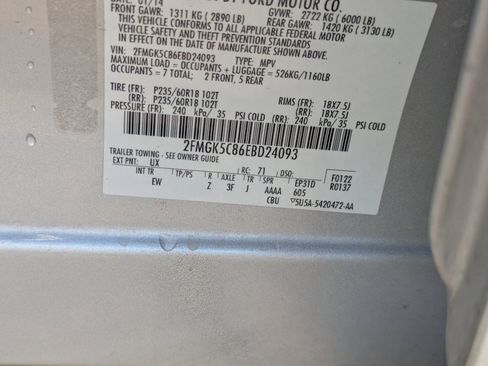 BY FORD MOTOR CO.
DATE: 01/14 GVWR: 2722 KG (6000 LB)
FRONT GAWR: 1311 KG (2890 LB) REAR GAWR: 1420 KG (3130 LB)
THIS VEHICLE CONFORMS TO ALL APPLICABLE FEDERAL MOTOR
VEHICLE SAFETY AND THEFT PREVENTION STANDARDS IN
EFFECT ON THE DATE OF MANUFACTURE SHOWN ABOVE.
VIN: 2FMGK5C86EBD24093 TYPE: MPV
MAXIMUM LOAD = OCCUPANTS + LUGGAGE = 526KG/1160LB
OCCUPANTS = 7 TOTAL: 2 FRONT, 5 REAR
TIRE (FR): P235/60R18 102T RIMS (FR): 18X7.5J
(RR): P235/60R18 102T (RR): 18X7.5J
PRESSURE (FR): 240 kPa/ 35 PSI COLD (RR): 240 kPa/ 35 PSI COLD
2FMGK5C86EBD24093
TRAILER TOWING - SEE OWNER GUIDE
EXT PNT: UX RC: 71 DSO: F0122
INT TR TP/PS R AXLE TR SPR EP31D R0137
EW Z 3F J AAAA 605
CBU ▽5U5A-5420472-AA